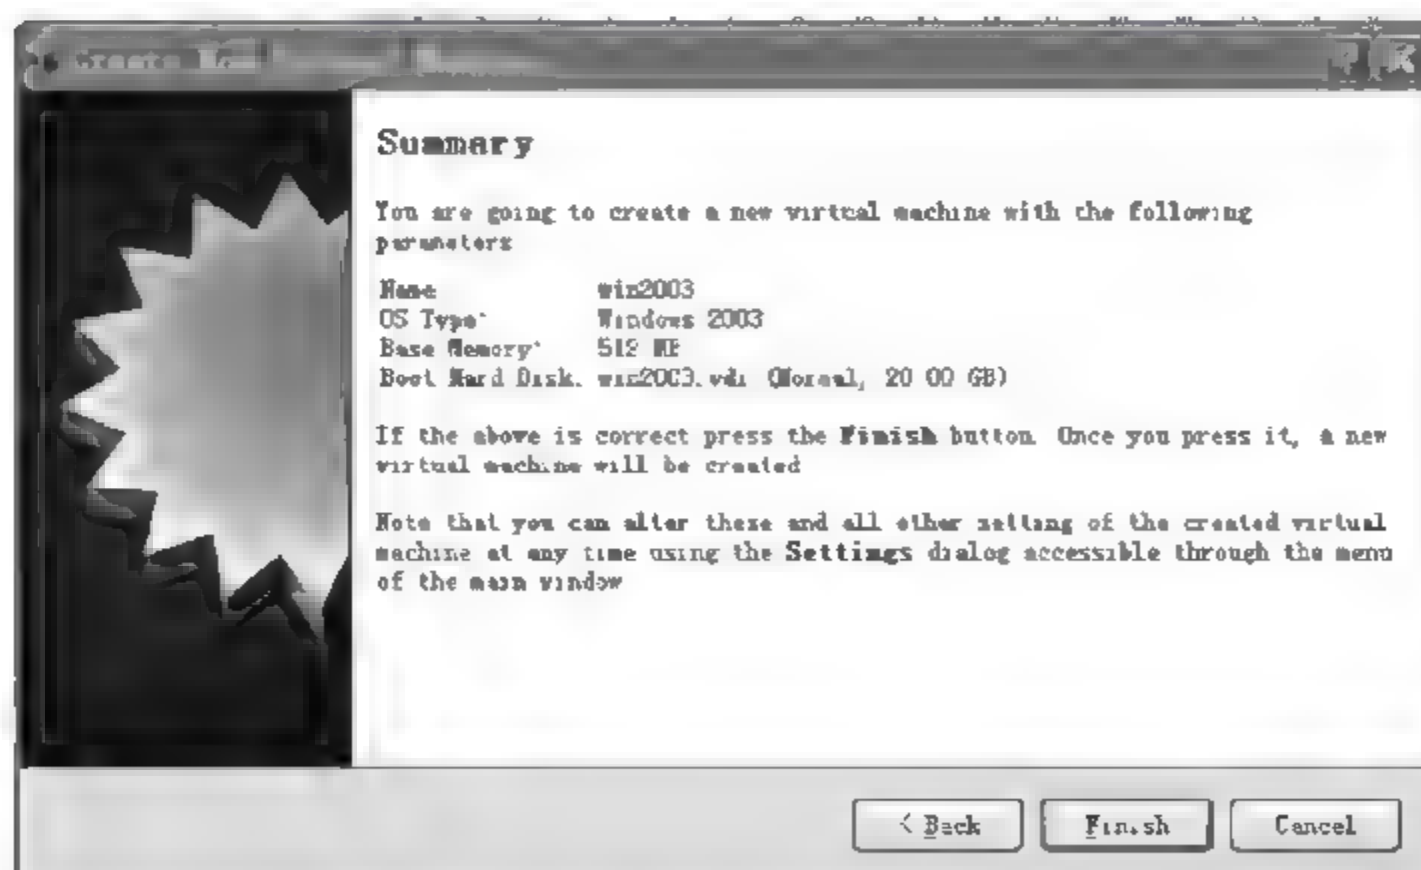 Create
Summary
You are going to create a new virtual machine with the following
parameters
Name win2003
OS Type: Windows 2003
Base Memory: 512 MB
Boot Hard Disk. win2003.vdi (Normal, 20 00 GB)
If the above is correct press the Finish button Once you press it, a new
virtual machine will be created
Note that you can alter these and all other setting of the created virtual
machine at any time using the Settings dialog accessible through the menu
of the main window
< Back Finish Cancel